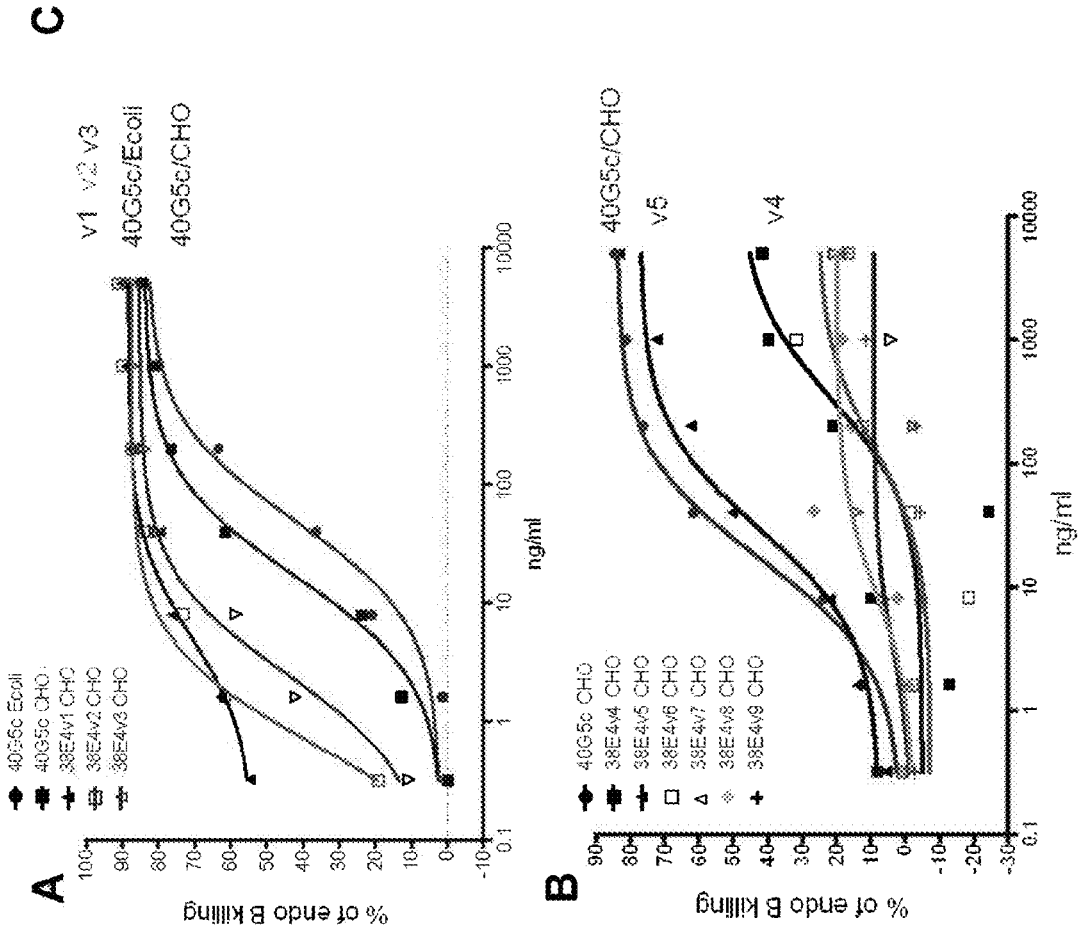 A
C
40G5c Ecoli
40G5c CHO
38E4v1 CHO
38E4v2 CHO
38E4v3 CHO
v1 v2 v3
40G5c/Ecoli
40G5c/CHO
% of endo B killing
100
90
80
70
60
50
40
30
20
10
0
-10
0.1
1
10
100
1000
10000
ng/ml
B
40G5c CHO
38E4v4 CHO
38E4v5 CHO
38E4v6 CHO
38E4v7 CHO
38E4v8 CHO
38E4v9 CHO
40G5c/CHO
v5
v4
% of endo B killing
90
80
70
60
50
40
30
20
10
0
-10
-20
-30
0.1
1
10
100
1000
10000
ng/ml